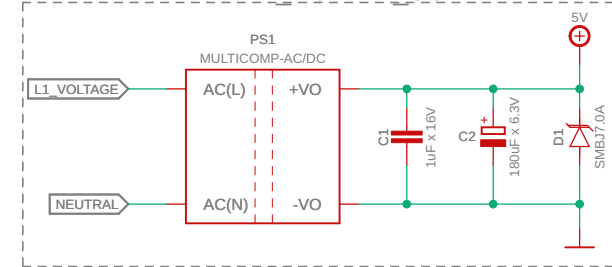 5V
PS1
MULTICOMP-AC/DC
L1_VOLTAGE
AC(L)
+VO
C1
1uF x 16V
+
C2
180uF x 6.3V
D1
SMBJ7.0A
NEUTRAL
AC(N)
-VO